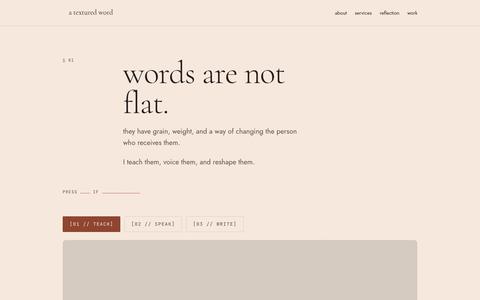 a textured word
about services reflection work
§ 01
words are not
flat.
they have grain, weight, and a way of changing the person
who receives them.
I teach them, voice them, and reshape them.
PRESS ____ IF ____________
[01 // TEACH] [02 // SPEAK] [03 // WRITE]